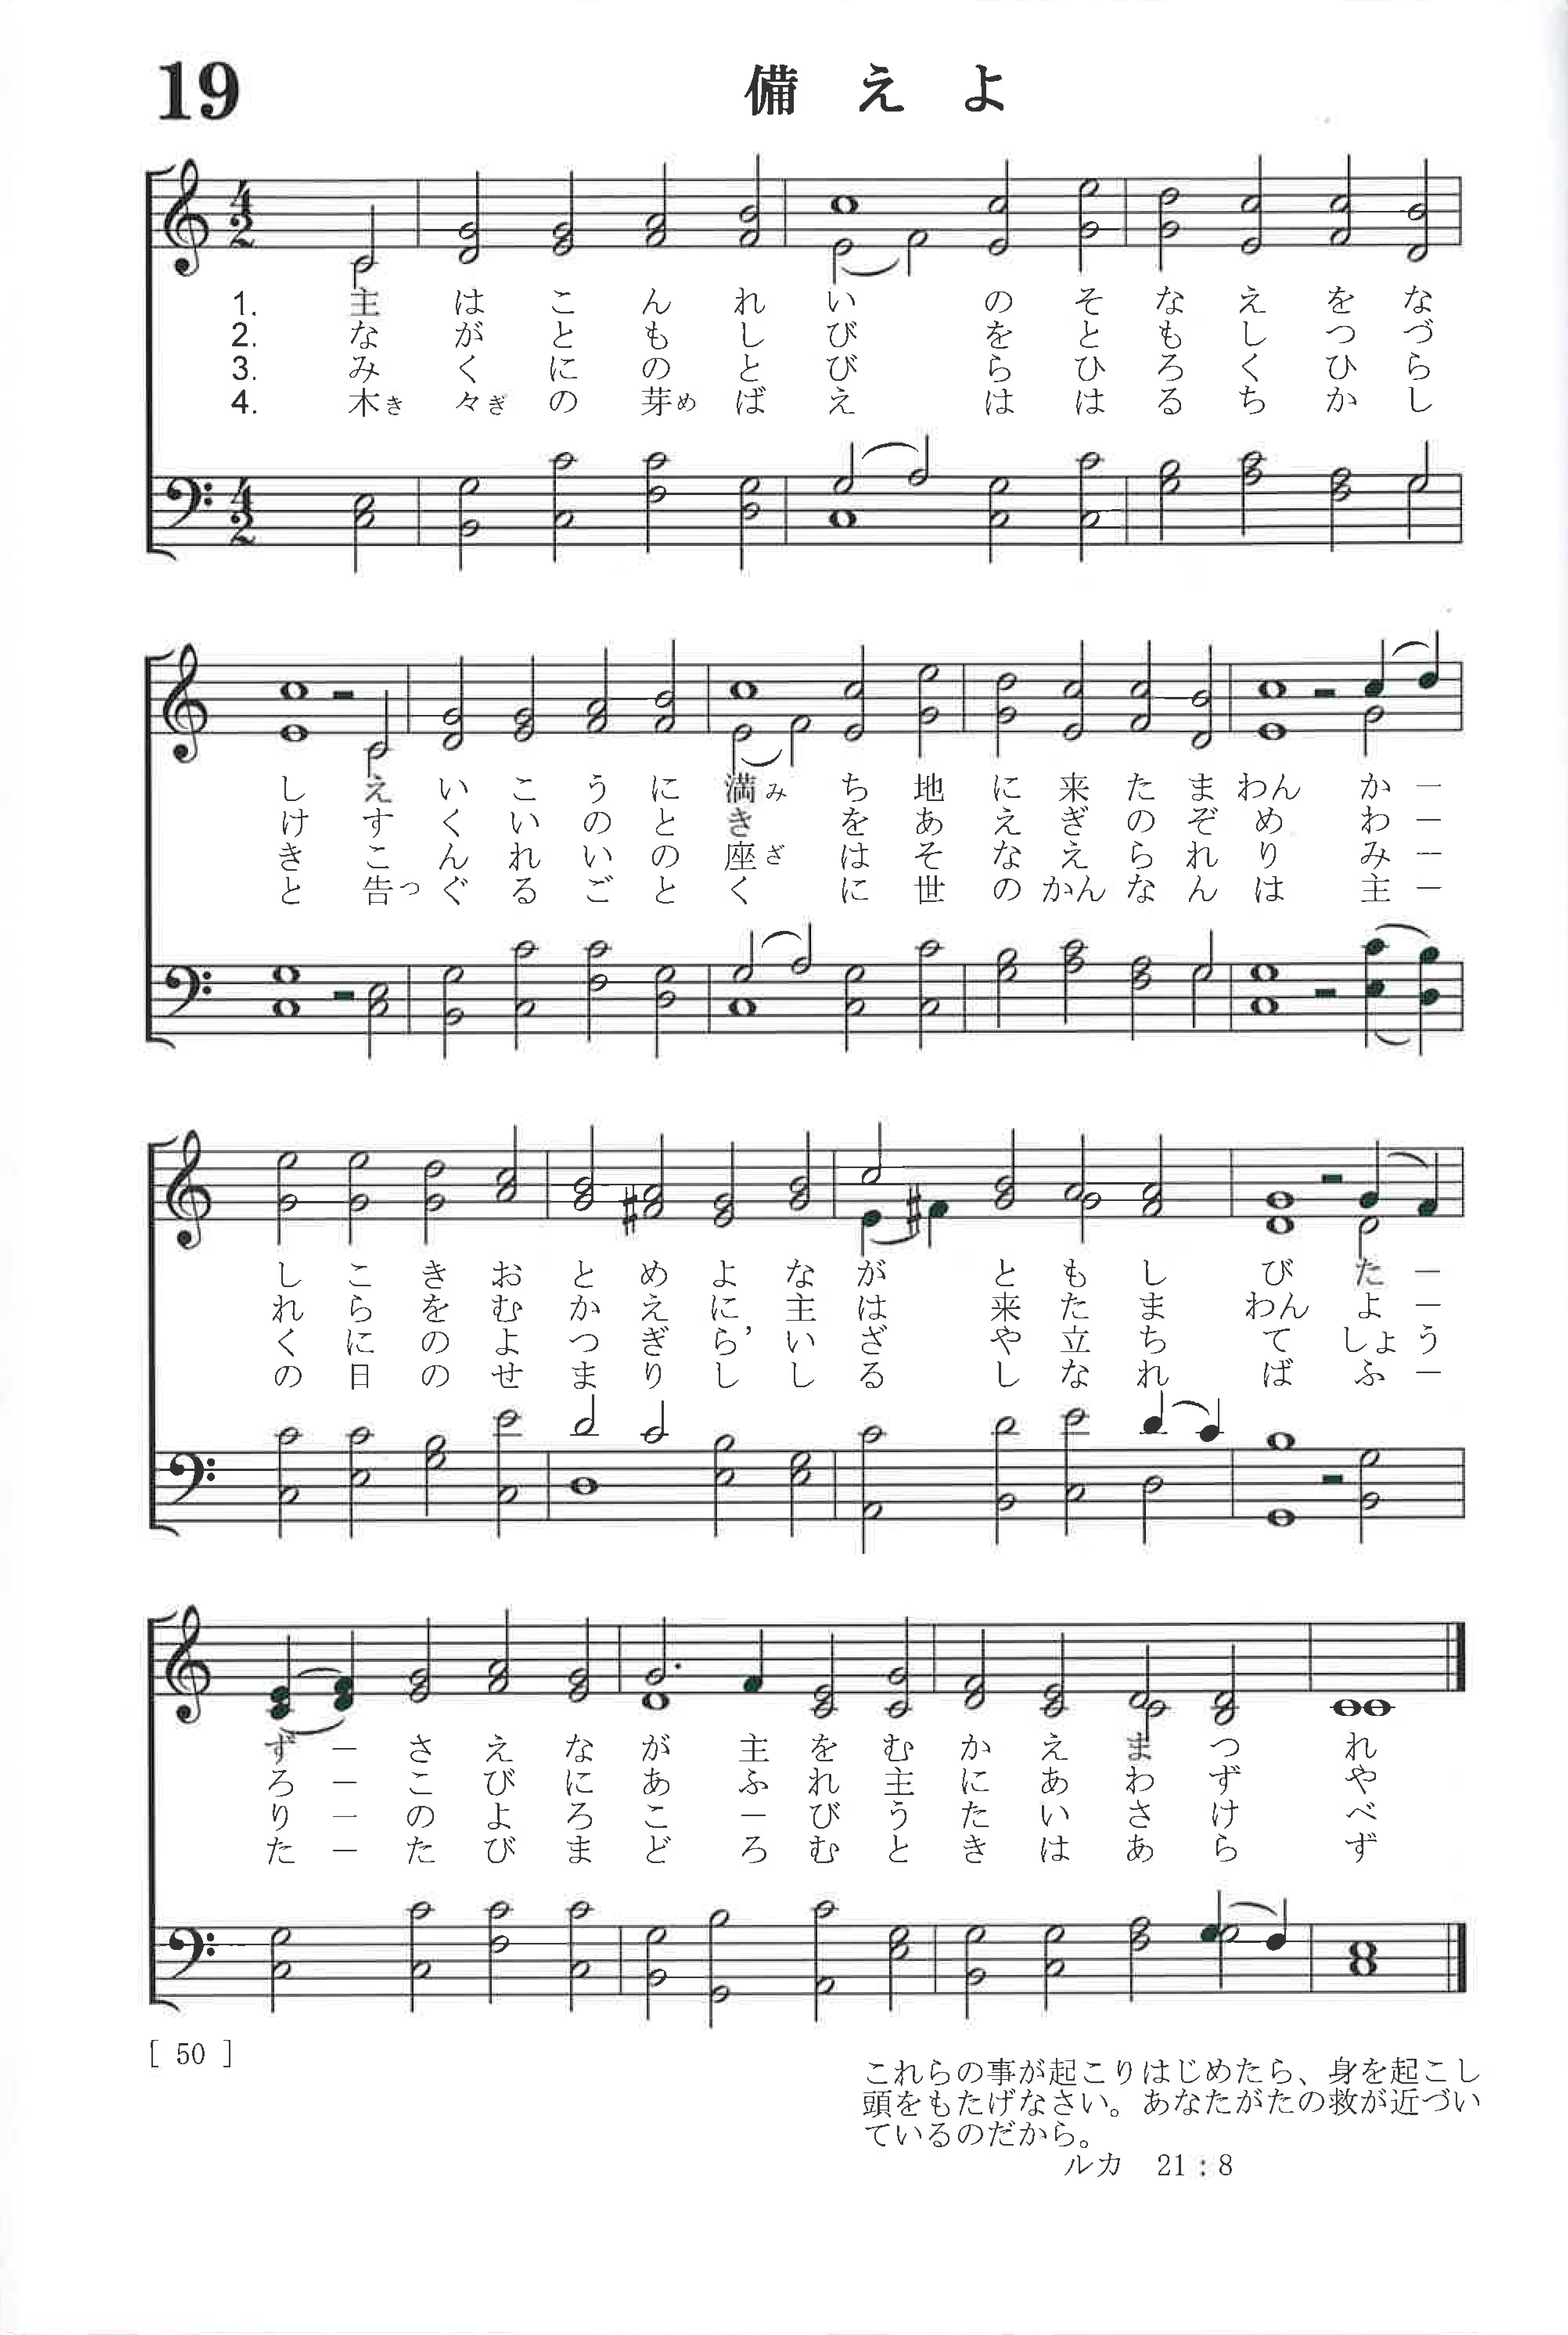 19
備えよ
1. 主はこんれいのそなえをな
2. ながともしびをともしつづ
3. みくにのとびらひろくひら
4. 木き々ぎの芽めばえははるちかし
しえいこうに満みち地に来たまわんかー
けすくいのときをあえぎのぞめわー
きこんれいの座ざはそなえられりみー
と告つぐるごとくに世のかんなんは主ー
しこきおとめよながともしびたー
れらをむかえに主は来たまわんよー
くにのよつぎら’いざや立ちてしょう
の日のせまりししるしなればふー
ずーさえなが主をむかえまつれ
ろーこびにあふれ主にあわずや
りーのよろこーびうたいさけべ
たーたびまどろむときはあらず
[ 50 ]
これらの事が起こりはじめたら、身を起こし
頭をもたげなさい。あなたがたの救が近づい
ているのだから。
ルカ 21 : 8